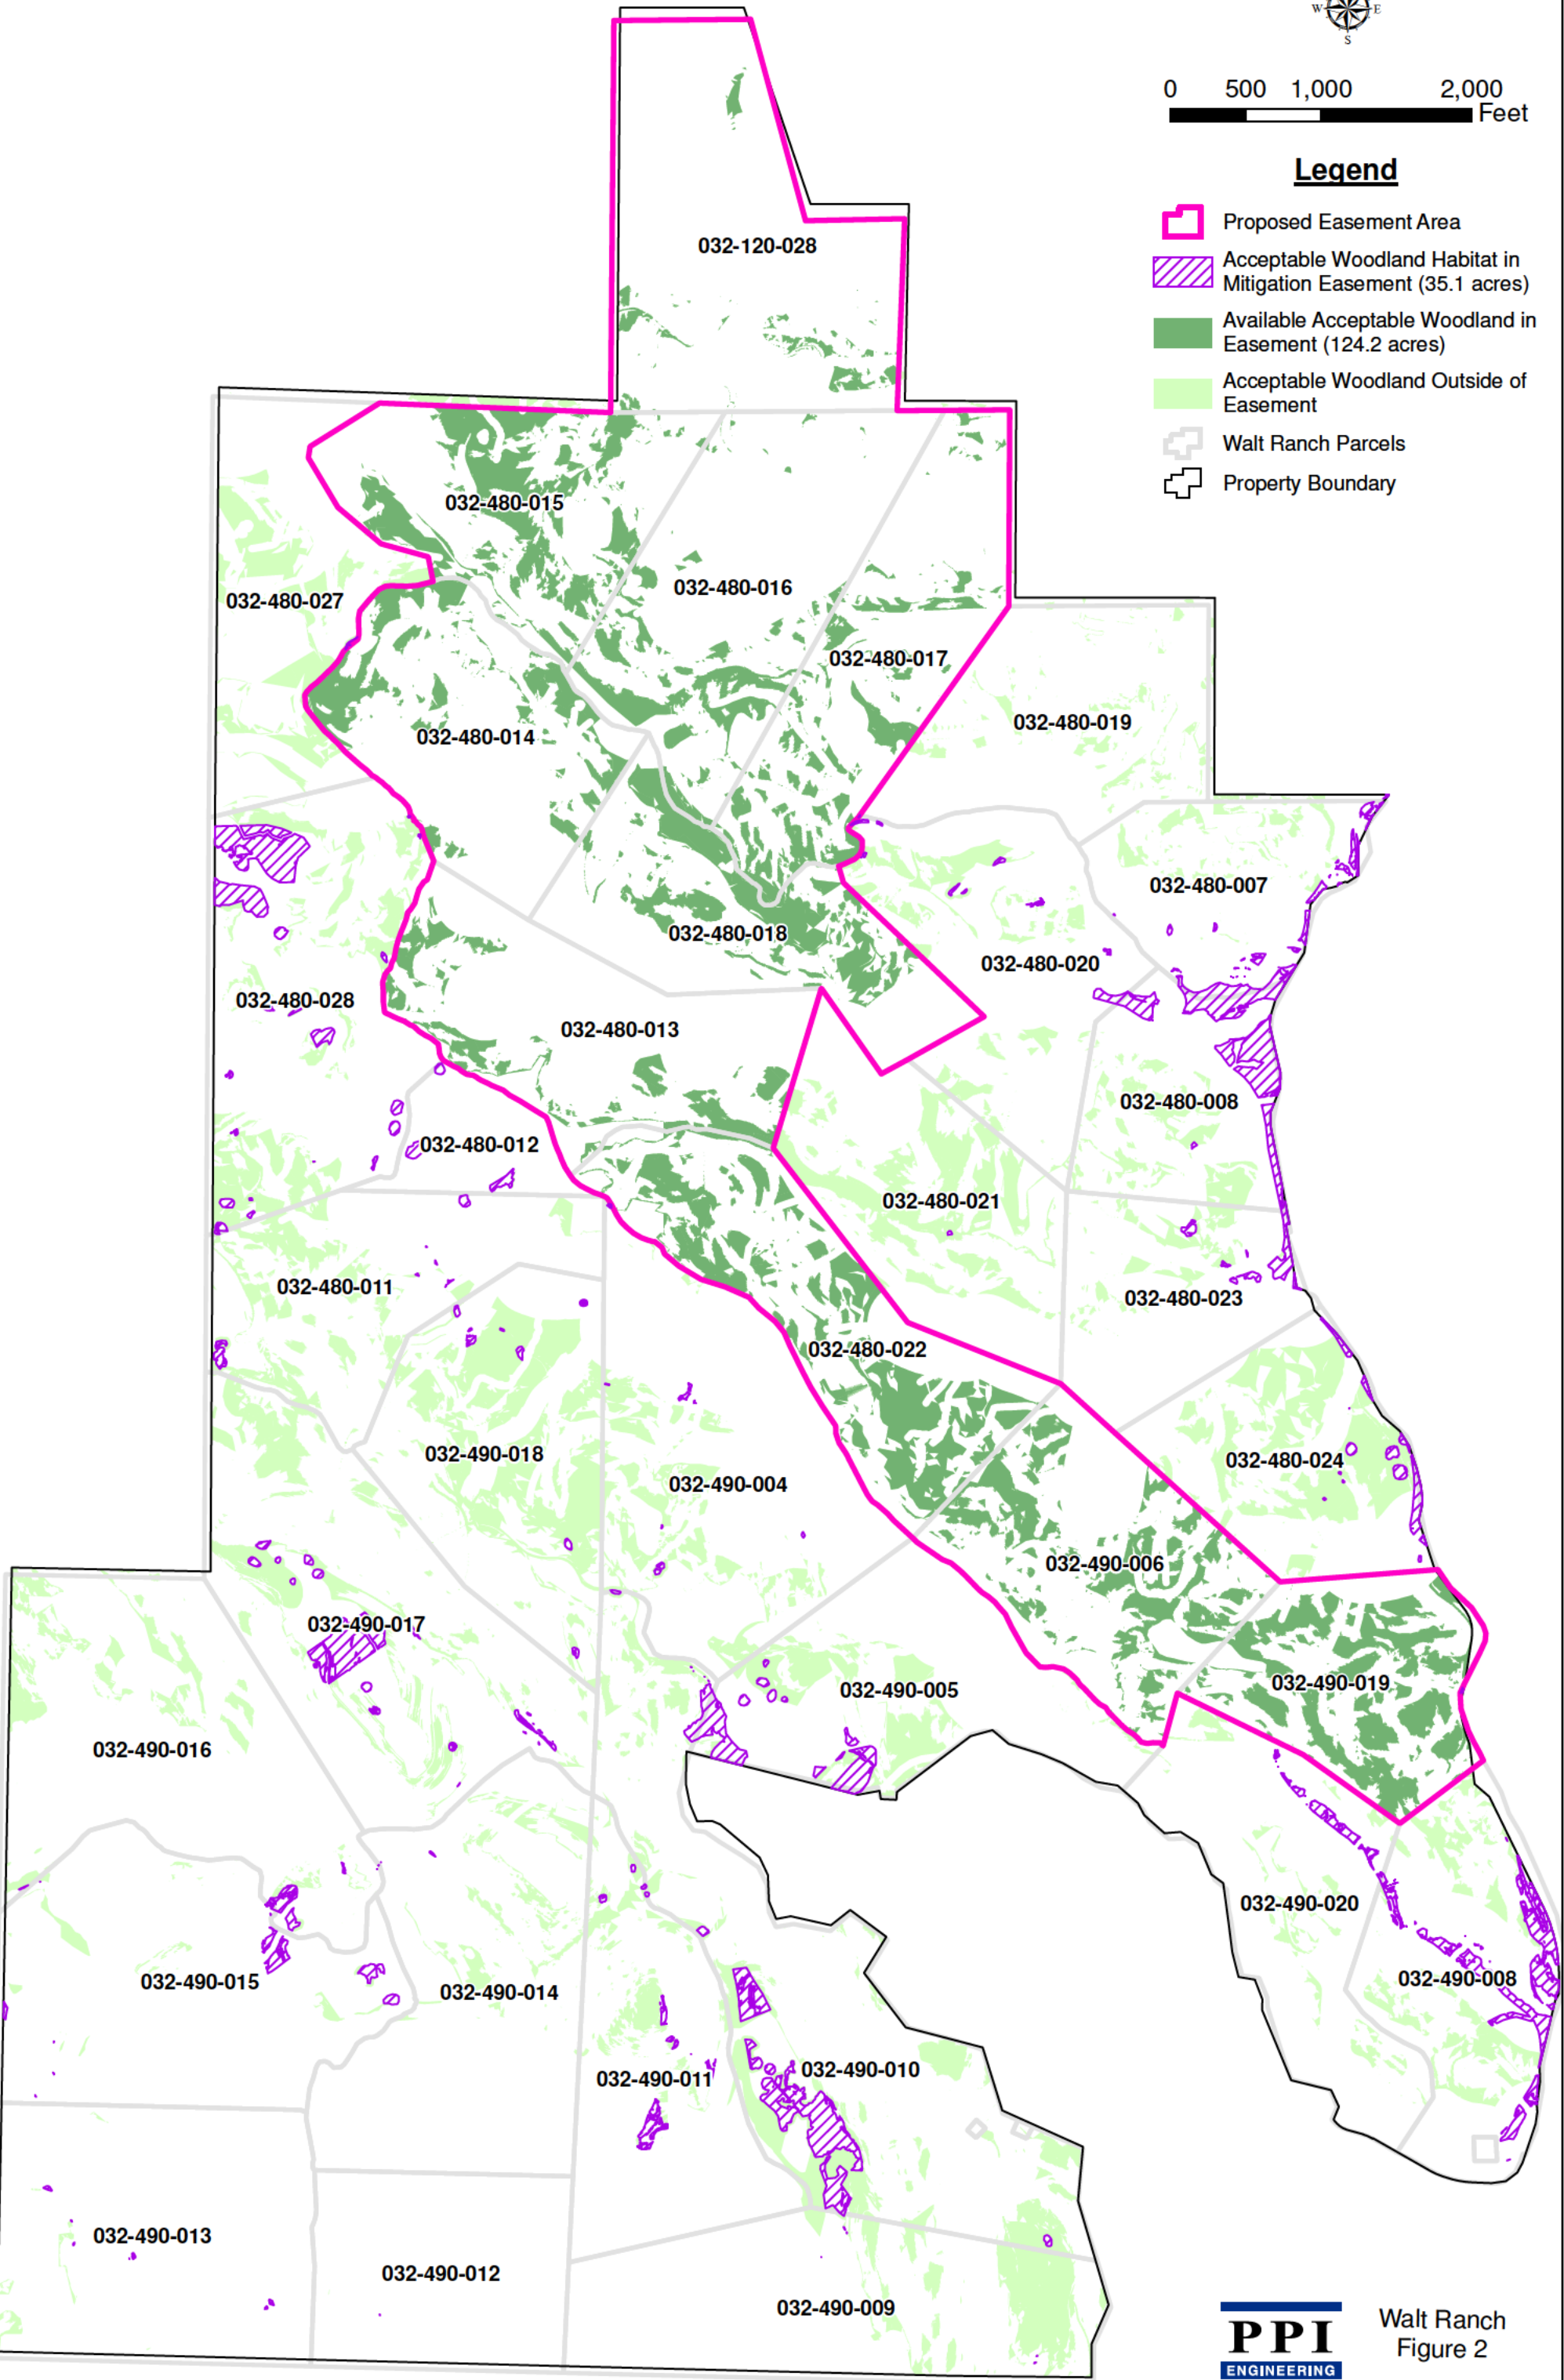 W E
S
0 500 1,000 2,000
Feet
Legend
Proposed Easement Area
Acceptable Woodland Habitat in
Mitigation Easement (35.1 acres)
Available Acceptable Woodland in
Easement (124.2 acres)
Acceptable Woodland Outside of
Easement
Walt Ranch Parcels
Property Boundary
032-120-028
032-480-015
032-480-016
032-480-027
032-480-017
032-480-019
032-480-014
032-480-007
032-480-018
032-480-020
032-480-028
032-480-013
032-480-008
032-480-012
032-480-021
032-480-011
032-480-023
032-480-022
032-490-018
032-480-024
032-490-004
032-490-006
032-490-017
032-490-019
032-490-005
032-490-016
032-490-020
032-490-008
032-490-015
032-490-014
032-490-010
032-490-011
032-490-013
032-490-012
032-490-009
PPI
ENGINEERING
Walt Ranch
Figure 2